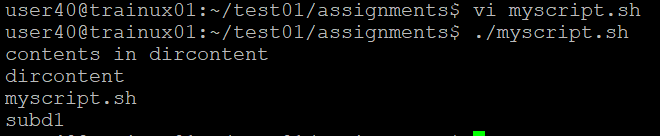 user40@trainux01:~/test01/assignments$ vi myscript.sh
user40@trainux01:~/test01/assignments$ ./myscript.sh
contents in dircontent
dircontent
myscript.sh
subd1